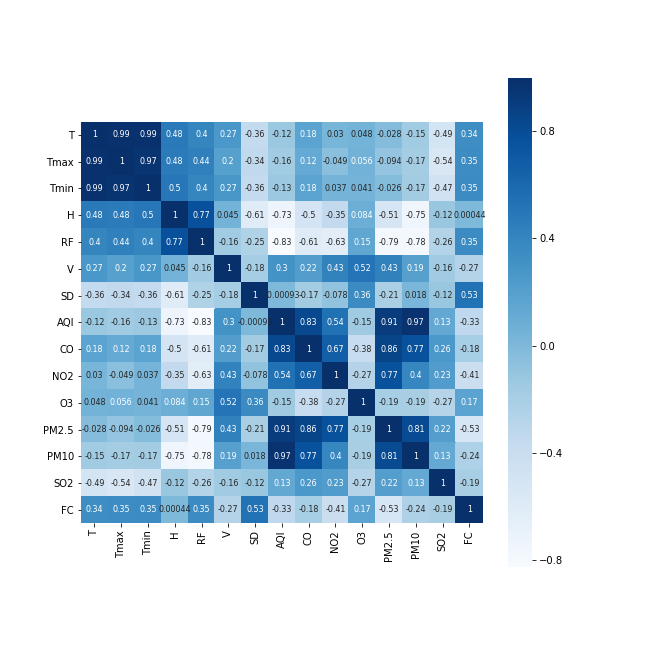 T 1 0.99 0.99 0.48 0.4 0.27 -0.36 -0.12 0.18 0.03 0.048 -0.028 -0.15 -0.49 0.34
Tmax 0.99 1 0.97 0.48 0.44 0.2 -0.34 -0.16 0.12 -0.049 0.056 -0.094 -0.17 -0.54 0.35
Tmin 0.99 0.97 1 0.5 0.4 0.27 -0.36 -0.13 0.18 0.037 0.041 -0.026 -0.17 -0.47 0.35
H 0.48 0.48 0.5 1 0.77 0.045 -0.61 -0.73 -0.5 -0.35 0.084 -0.51 -0.75 -0.12 0.00044
RF 0.4 0.44 0.4 0.77 1 -0.16 -0.25 -0.83 -0.61 -0.63 0.15 -0.79 -0.78 -0.26 0.35
V 0.27 0.2 0.27 0.045 -0.16 1 -0.18 0.3 0.22 0.43 0.52 0.43 0.19 -0.16 -0.27
SD -0.36 -0.34 -0.36 -0.61 -0.25 -0.18 1 -0.17 -0.078 0.36 -0.21 0.018 -0.12 0.53
AQI -0.12 -0.16 -0.13 -0.73 -0.83 0.3 1 0.83 0.54 -0.15 0.91 0.97 0.13 -0.33
CO 0.18 0.12 0.18 -0.5 -0.61 0.22 -0.17 0.83 1 0.67 -0.38 0.86 0.77 0.26 -0.18
NO2 0.03 -0.049 0.037 -0.35 -0.63 0.43 -0.078 0.54 0.67 1 -0.27 0.77 0.4 0.23 -0.41
O3 0.048 0.056 0.041 0.084 0.15 0.52 0.36 -0.15 -0.38 -0.27 1 -0.19 -0.19 -0.27 0.17
PM2.5 -0.028 -0.094 -0.026 -0.51 -0.79 0.43 -0.21 0.91 0.86 0.77 -0.19 1 0.81 0.22 -0.53
PM10 -0.15 -0.17 -0.17 -0.75 -0.78 0.19 0.018 0.97 0.77 0.4 -0.19 0.81 1 0.13 -0.24
SO2 -0.49 -0.54 -0.47 -0.12 -0.26 -0.16 -0.12 0.13 0.26 0.23 -0.27 0.22 0.13 1 -0.19
FC 0.34 0.35 0.35 0.00044 0.35 -0.27 0.53 -0.33 -0.18 -0.41 0.17 -0.53 -0.24 -0.19 1
T Tmax Tmin H RF V SD AQI CO NO2 O3 PM2.5 PM10 SO2 FC
0.8
0.4
0.0
−0.4
−0.8